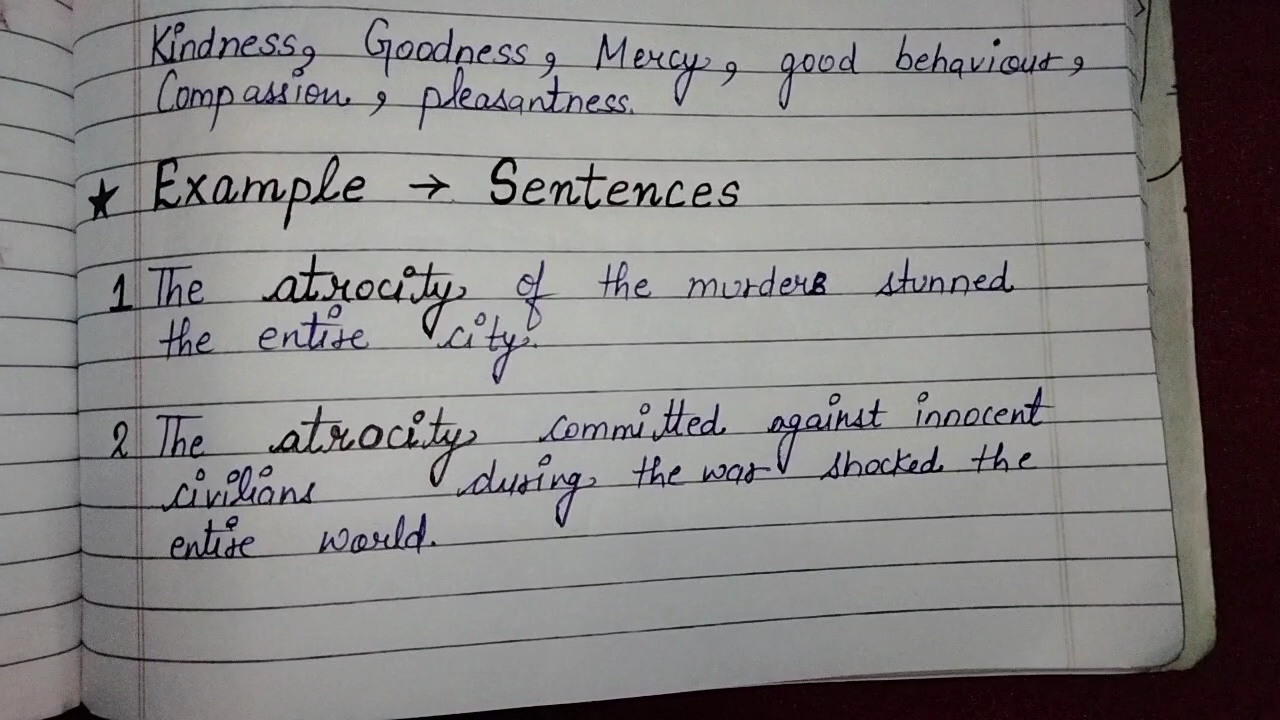 Kindness, Goodness, Mercy, good behaviour,
Compassion, pleasantness.
★ Example → Sentences
1 The atrocity of the murders stunned
the entire city.
2 The atrocity committed against innocent
civilians during the war shocked the
entire world.